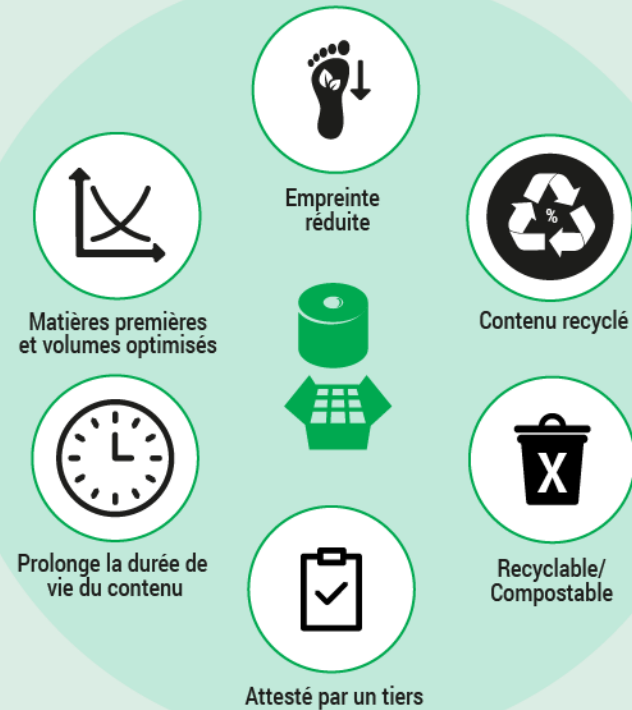 Empreinte
réduite
%
Contenu recyclé
Matières premières
et volumes optimisés
Prolonge la durée de
vie du contenu
X
Recyclable/
Compostable
Attesté par un tiers